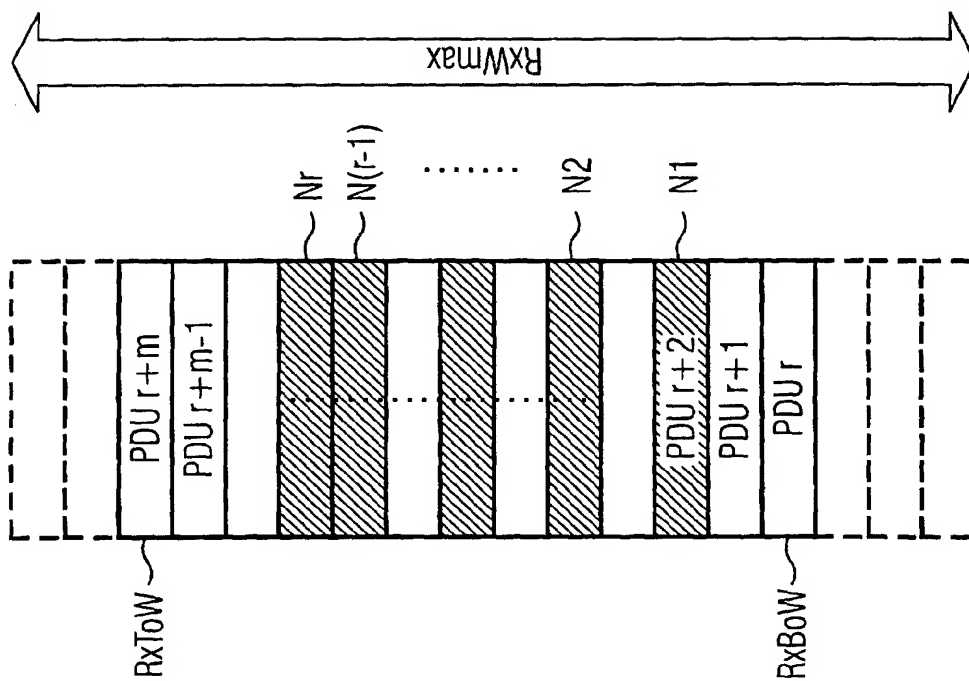 RxToW
PDU r+m
PDU r+m-1
Nr
N(r-1)
.......
N2
N1
PDU r+2
PDU r+1
PDU r
RxBoW
RxWmax